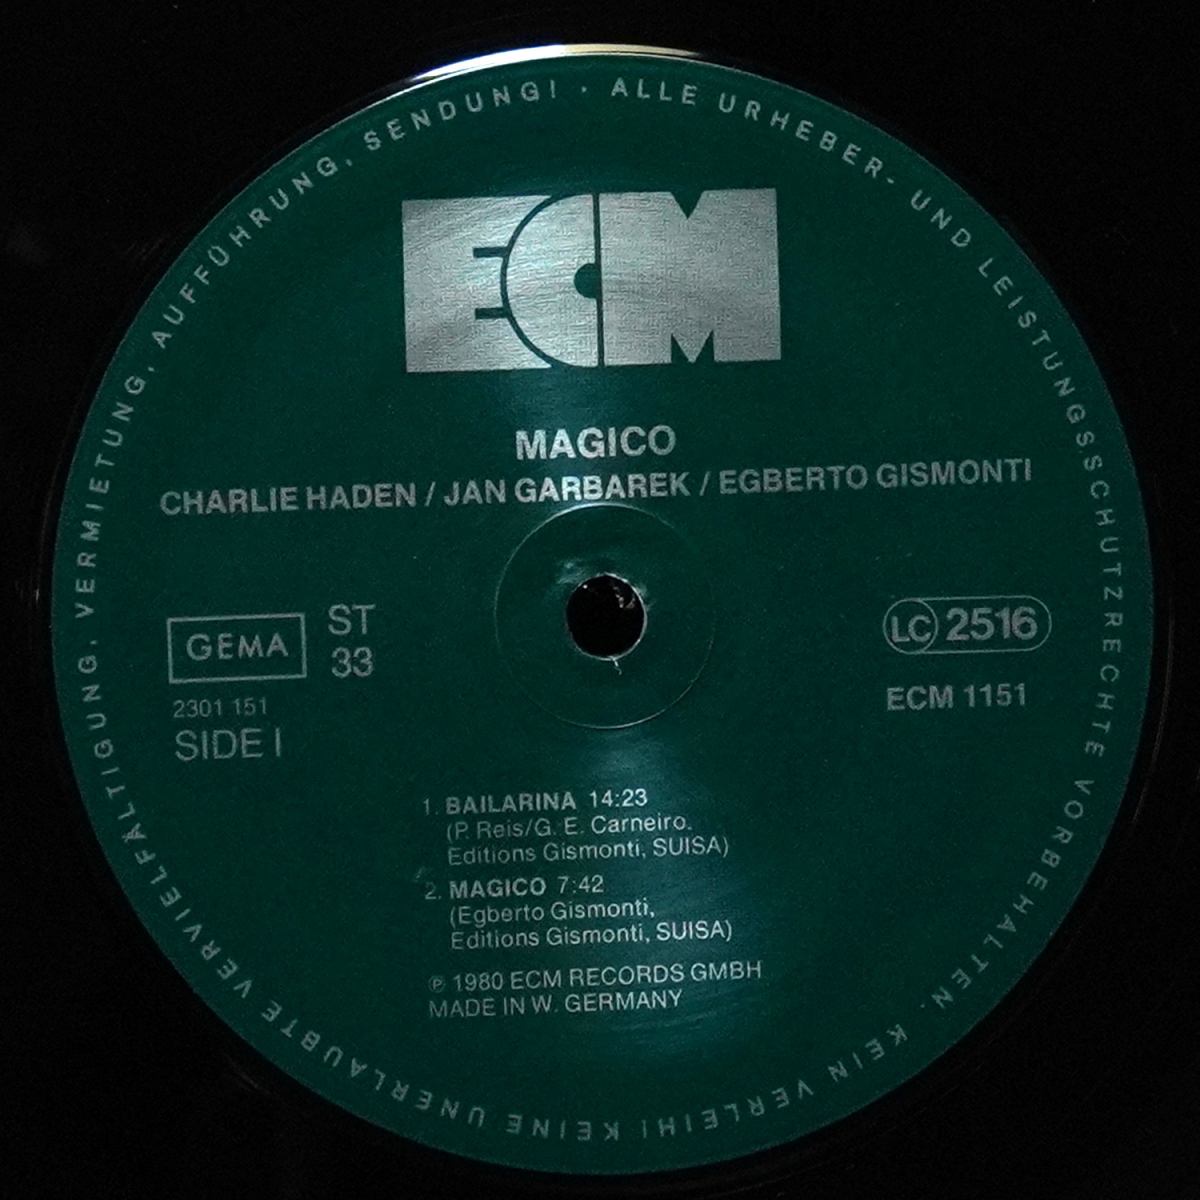 ALLE URHEBER- UND LEISTUNGSSCHUTZRECHTE VORBEHALTEN. KEIN VERLEIH! KEINE UNERLAUBTE VERVIELFÄLTIGUNG, VERMIETUNG, AUFFÜHRUNG, SENDUNG! ·
ECM
MAGICO
CHARLIE HADEN / JAN GARBAREK / EGBERTO GISMONTI
GEMA
ST
33
2301 151
SIDE I
LC 2516
ECM 1151
1. BAILARINA 14:23
(P. Reis/G. E. Carneiro.
Editions Gismonti, SUISA)
2. MAGICO 7:42
(Egberto Gismonti,
Editions Gismonti, SUISA)
℗ 1980 ECM RECORDS GMBH
MADE IN W. GERMANY